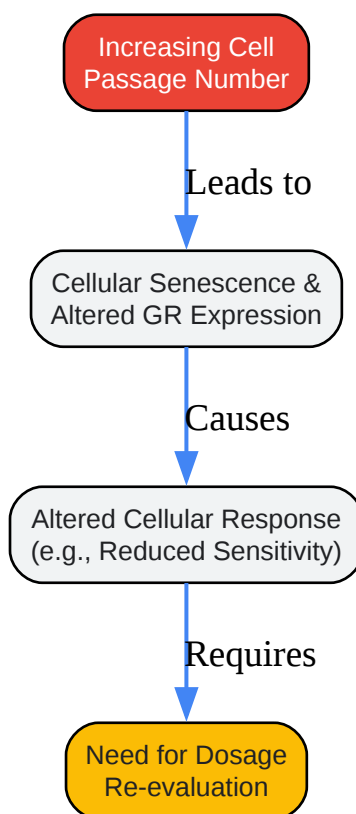 Increasing Cell
Passage Number
Leads to
Cellular Senescence &
Altered GR Expression
Causes
Altered Cellular Response
(e.g., Reduced Sensitivity)
Requires
Need for Dosage
Re-evaluation